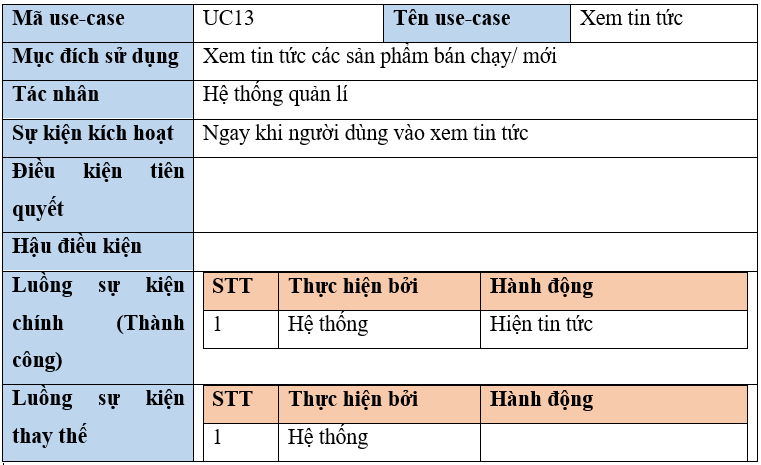 Mã use-case UC13 Tên use-case Xem tin tức
Mục đích sử dụng Xem tin tức các sản phẩm bán chạy/ mới
Tác nhân Hệ thống quản lí
Sự kiện kích hoạt Ngay khi người dùng vào xem tin tức
Điều kiện tiên
quyết
Hậu điều kiện
Luồng sự kiện
chính (Thành
công)
STT Thực hiện bởi Hành động
1 Hệ thống Hiện tin tức
Luồng sự kiện
thay thế
STT Thực hiện bởi Hành động
1 Hệ thống